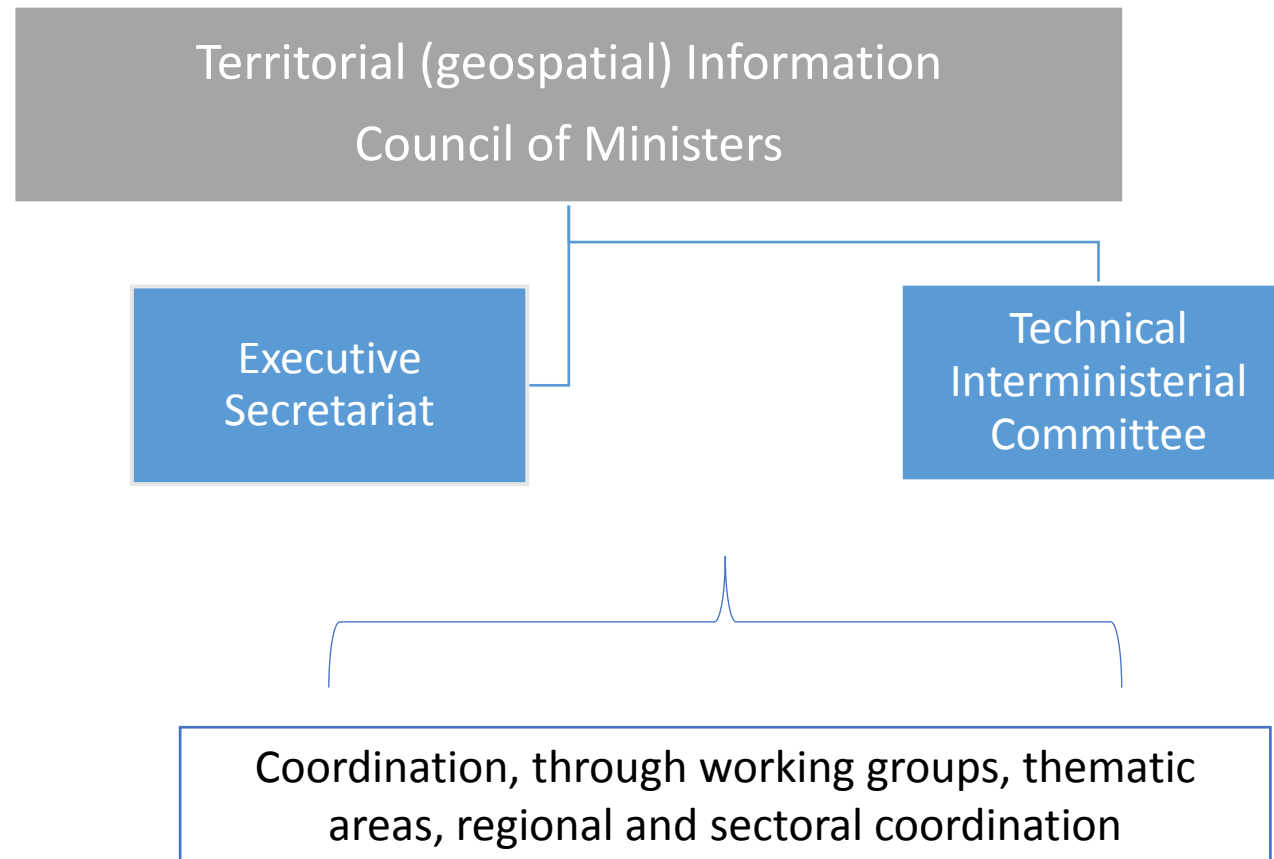 Territorial (geospatial) Information
Council of Ministers
Executive
Secretariat
Technical
Interministerial
Committee
Coordination, through working groups, thematic
areas, regional and sectoral coordination